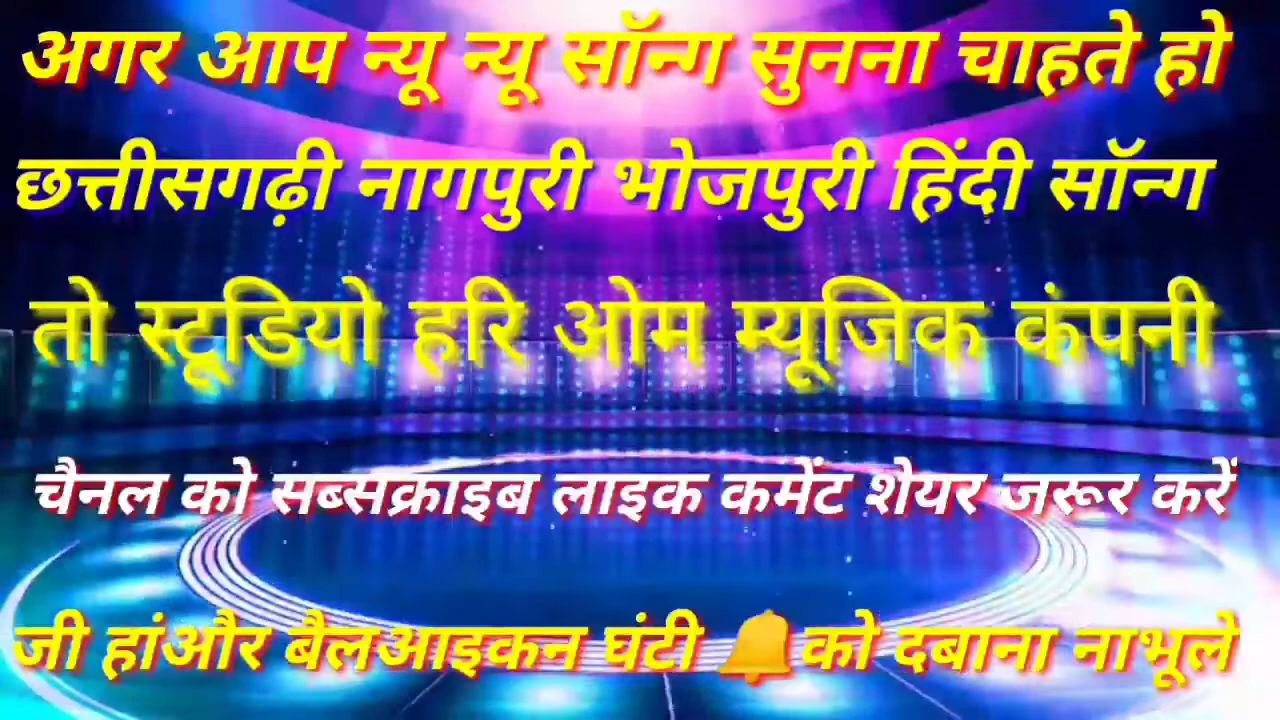 अगर आप न्यू न्यू सॉन्ग सुनना चाहते हो
छत्तीसगढ़ी नागपुरी भोजपुरी हिंदी सॉन्ग
तो स्टूडियो हरि ओम म्यूजिक कंपनी
चैनल को सब्सक्राइब लाइक कमेंट शेयर जरूर करें
जी हांऔर बैलआइकन घंटी 🔔को दबाना नाभूले